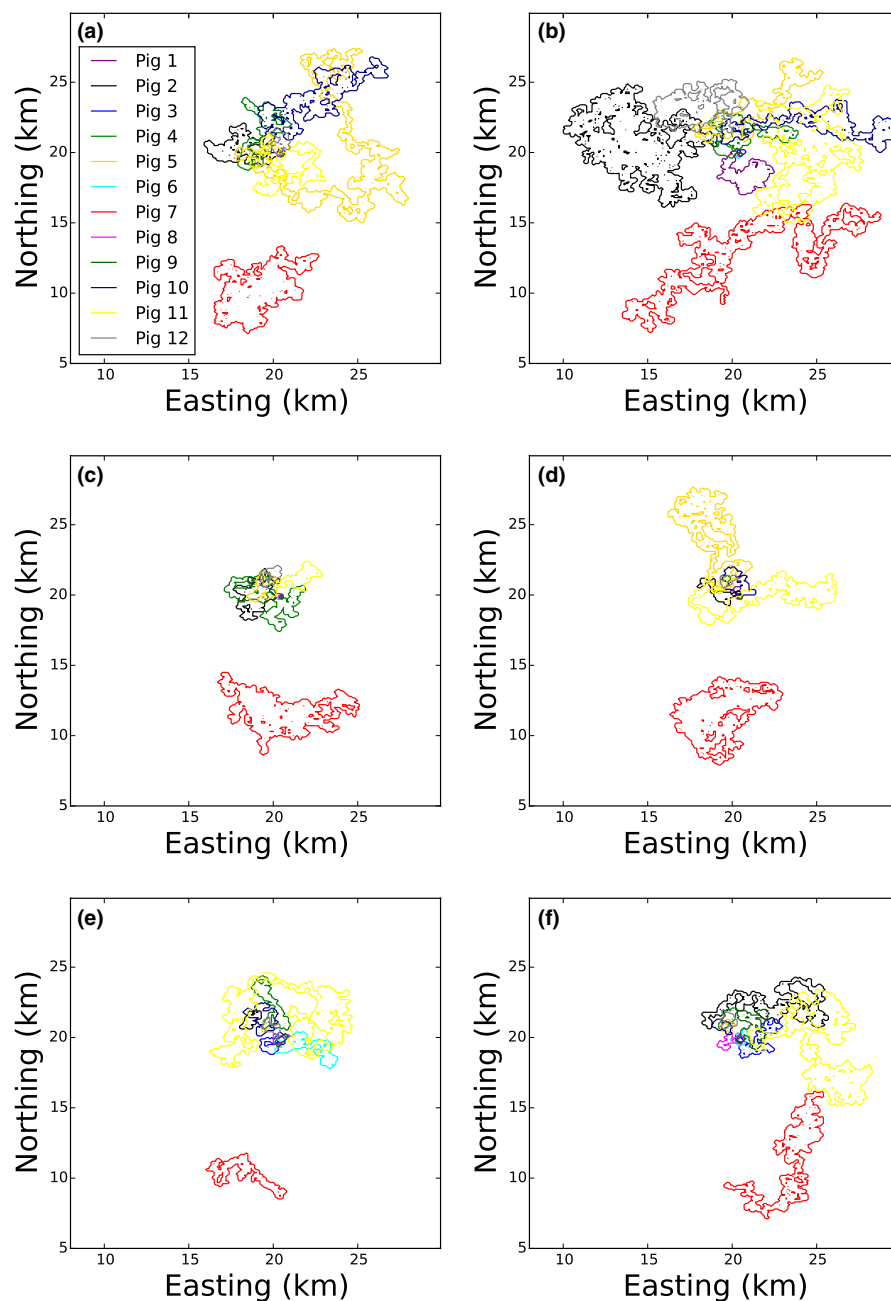 (a)
Pig 1
Pig 2
Pig 3
Pig 4
Pig 5
Pig 6
Pig 7
Pig 8
Pig 9
Pig 10
Pig 11
Pig 12
25
20
15
10
5
10 15 20 25
Northing (km)
Easting (km)
(b)
25
20
15
10
5
10 15 20 25
Northing (km)
Easting (km)
(c)
25
20
15
10
5
10 15 20 25
Northing (km)
Easting (km)
(d)
25
20
15
10
5
10 15 20 25
Northing (km)
Easting (km)
(e)
25
20
15
10
5
10 15 20 25
Northing (km)
Easting (km)
(f)
25
20
15
10
5
10 15 20 25
Northing (km)
Easting (km)